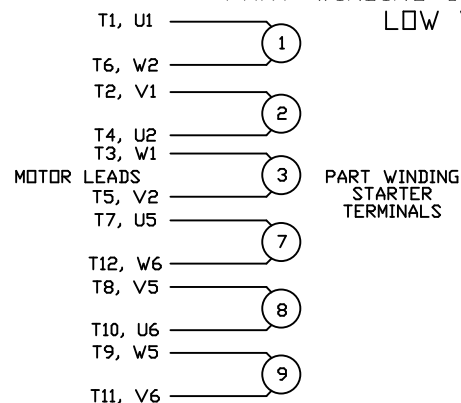 LOW
T1, U1
1
T6, W2
T2, V1
2
T4, U2
T3, W1
MOTOR LEADS
3
PART WINDING
STARTER
TERMINALS
T5, V2
T7, U5
7
T12, W6
T8, V5
8
T10, U6
T9, W5
9
T11, V6